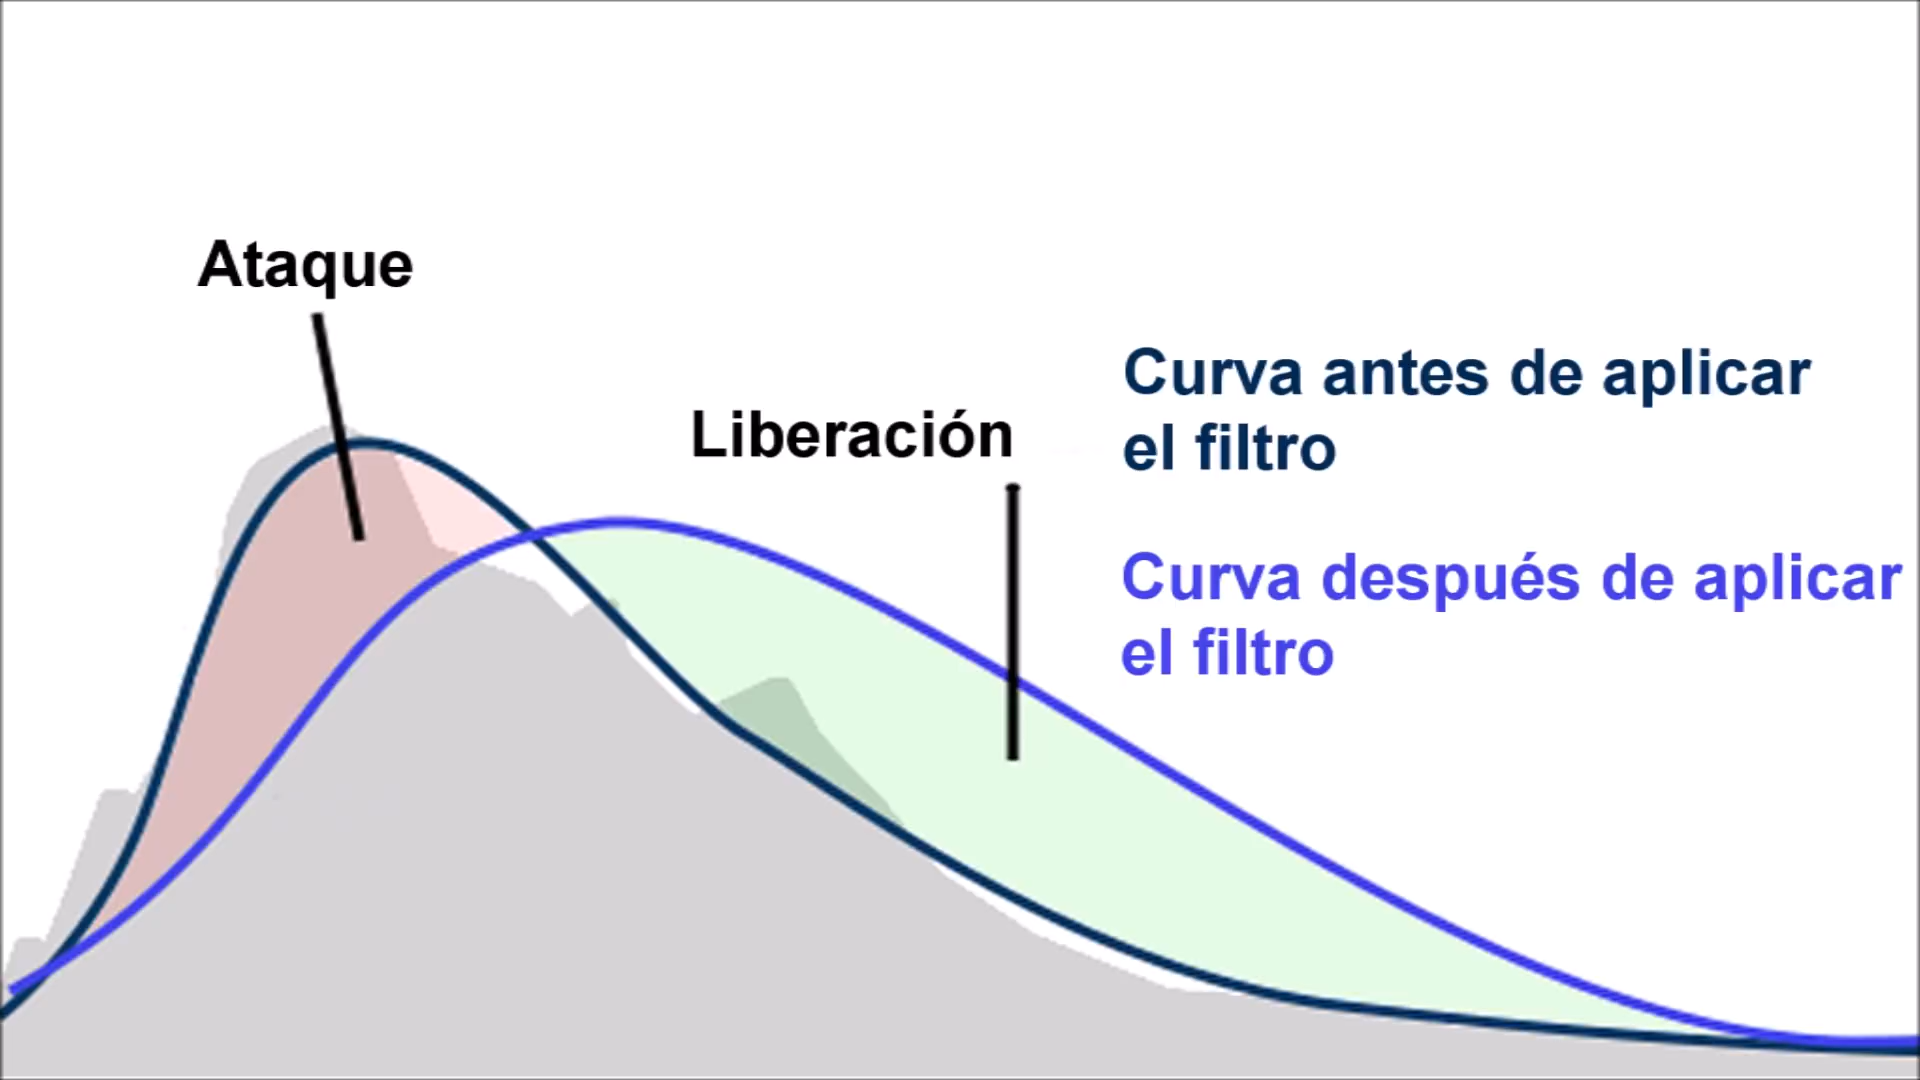 Ataque
Liberación
Curva antes de aplicar
el filtro
Curva después de aplicar
el filtro